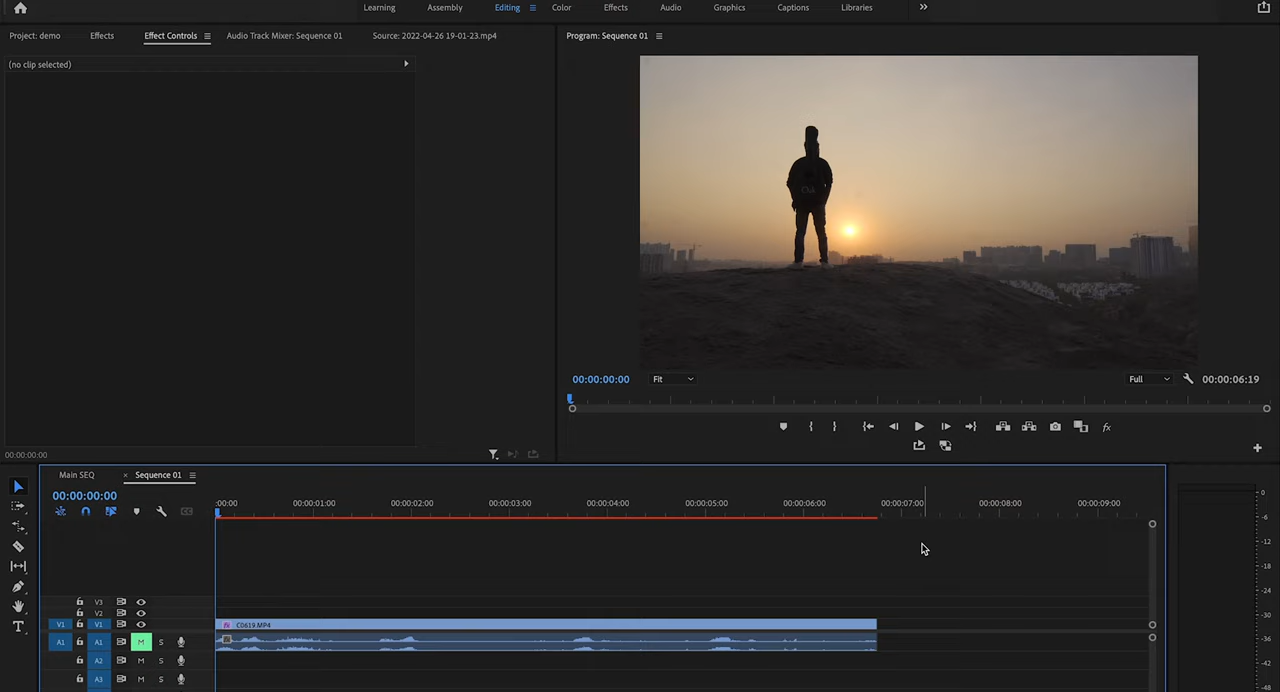 Learning Assembly Editing Color Effects Audio Graphics Captions Libraries
Project: demo Effects Effect Controls Audio Track Mixer: Sequence 01 Source: 2022-04-26 19-01-23.mp4
Program: Sequence 01
(no clip selected)
00:00:00:00 Fit Full 00:00:06:19
fx
00:00:00:00
Main SEQ × Sequence 01
00:00:00:00
:00:00 00:00:01:00 00:00:02:00 00:00:03:00 00:00:04:00 00:00:05:00 00:00:06:00 00:00:07:00 00:00:08:00 00:00:09:00
V3
V2
V1 V1 fx C0619.MP4
A1 A1 M S
A2 M S
A3 M S
T
0
-6
-12
-18
-24
-30
-36
-42
-48